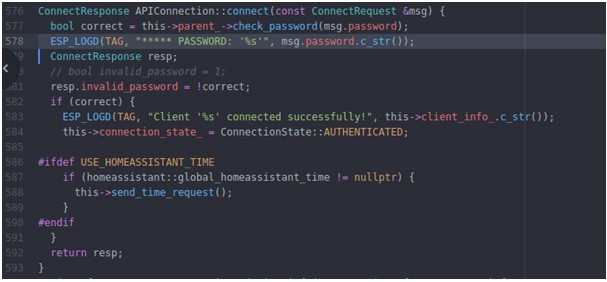 576 ConnectResponse APIConnection::connect(const ConnectRequest &msg) {
577   bool correct = this->parent_->check_password(msg.password);
578   ESP_LOGD(TAG, "***** PASSWORD: '%s'", msg.password.c_str());
79   ConnectResponse resp;
0   // bool invalid_password = 1;
581   resp.invalid_password = !correct;
582   if (correct) {
583     ESP_LOGD(TAG, "Client '%s' connected successfully!", this->client_info_.c_str());
584     this->connection_state_ = ConnectionState::AUTHENTICATED;
585
586 #ifdef USE_HOMEASSISTANT_TIME
587     if (homeassistant::global_homeassistant_time != nullptr) {
588       this->send_time_request();
589     }
590 #endif
591   }
592   return resp;
593 }